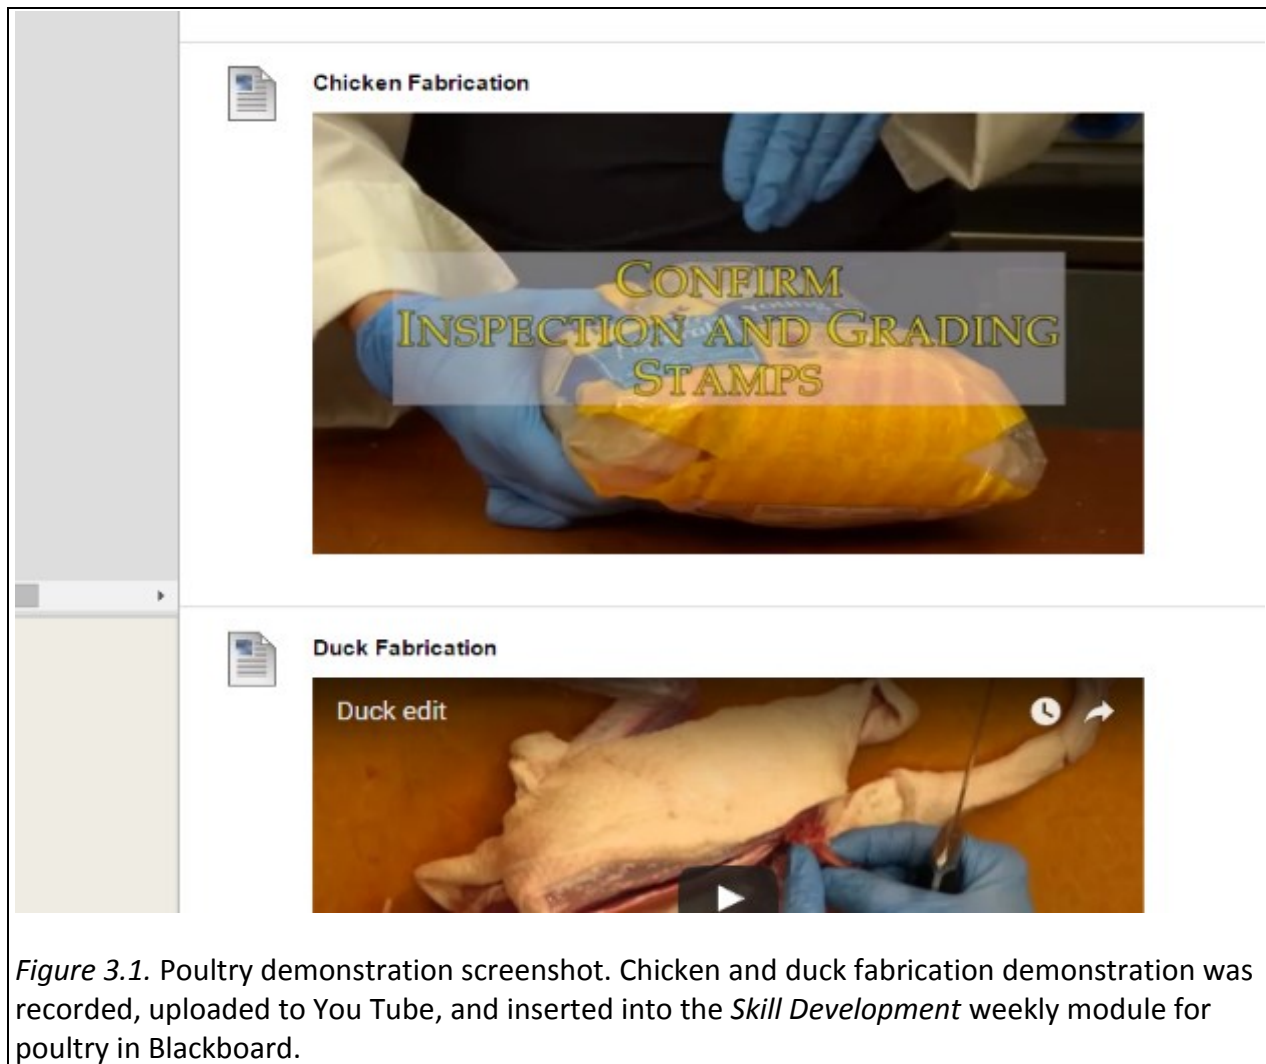 Chicken Fabrication
CONFIRM
INSPECTION AND GRADING
STAMPS
Duck Fabrication
Duck edit
Figure 3.1. Poultry demonstration screenshot. Chicken and duck fabrication demonstration was
recorded, uploaded to You Tube, and inserted into the Skill Development weekly module for
poultry in Blackboard.